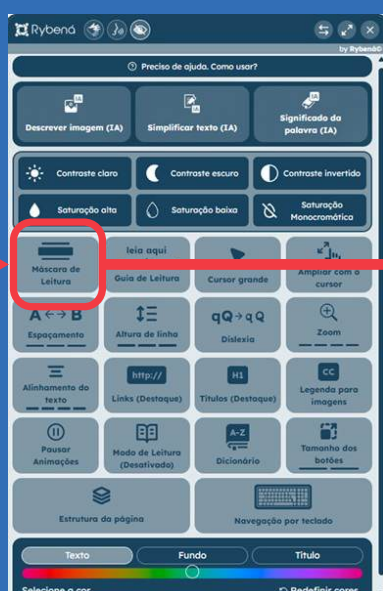 Rybená
by Rybená©
Preciso de ajuda. Como usar?
Descrever imagem (IA)
Simplificar texto (IA)
Significado da
palavra (IA)
Contraste claro
Contraste escuro
Contraste invertido
Saturação alta
Saturação baixa
Saturação
Monocromática
Máscara de
Leitura
leia aqui
Guia de Leitura
Cursor grande
Ampliar com o
cursor
A ↔ B
Espaçamento
Altura de linha
qQ→qQ
Dislexia
Zoom
Alinhamento do
texto
http://
Links (Destaque)
H1
Títulos (Destaque)
CC
Legenda para
imagens
Pausar
Animações
Modo de Leitura
(Desativado)
A-Z
Dicionário
Tamanho dos
botões
Estrutura da página
Navegação por teclado
Texto
Fundo
Título
Selecione a cor
Redefinir cores